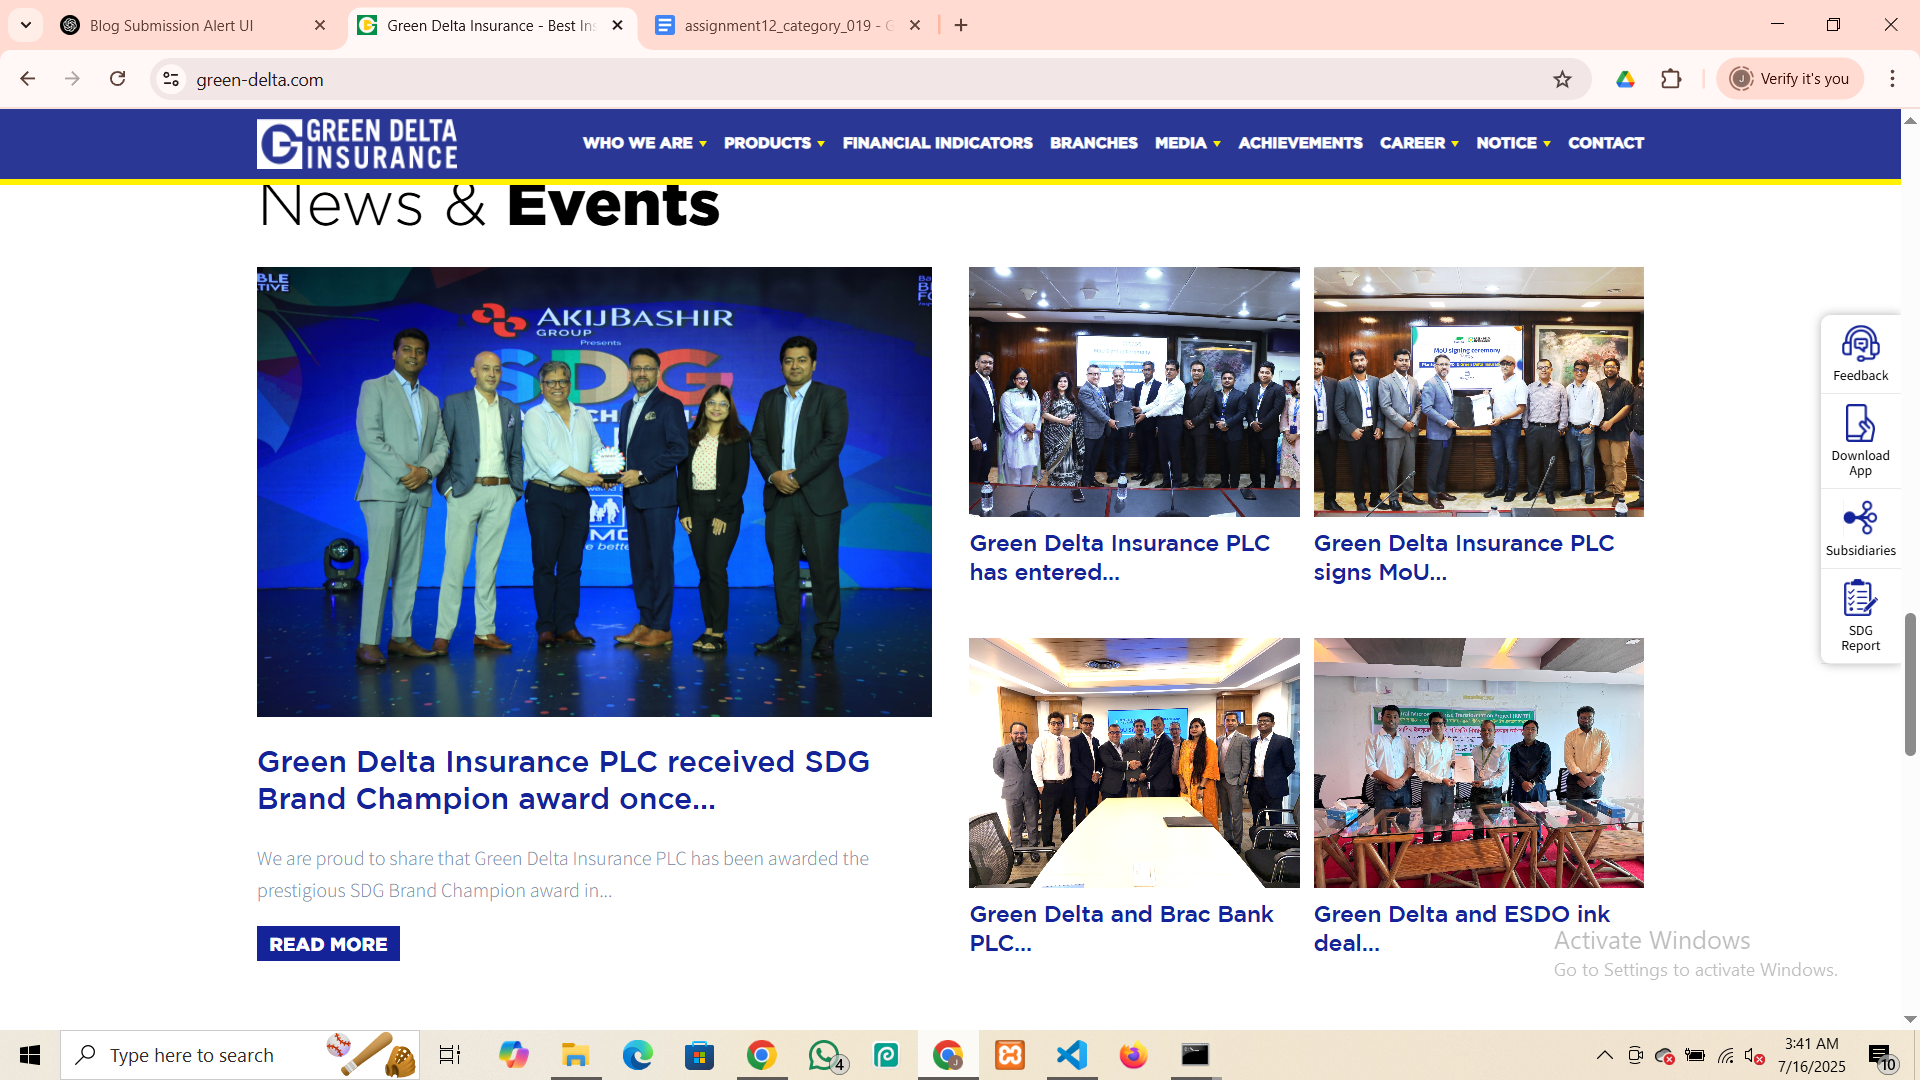 Blog Submission Alert UI
Green Delta Insurance - Best Ins
assignment12_category_019 - G
green-delta.com
Verify it's you
GREEN DELTA
INSURANCE
WHO WE ARE
PRODUCTS
FINANCIAL INDICATORS
BRANCHES
MEDIA
ACHIEVEMENTS
CAREER
NOTICE
CONTACT
News & Events
AKIJBASHIR
GROUP
Presents
SDG
MoU signing ceremony
Green Delta Insurance PLC
has entered...
Green Delta Insurance PLC
signs MoU...
Green Delta Insurance PLC received SDG
Brand Champion award once...
We are proud to share that Green Delta Insurance PLC has been awarded the
prestigious SDG Brand Champion award in...
READ MORE
Green Delta and Brac Bank
PLC...
Green Delta and ESDO ink
deal...
Feedback
Download
App
Subsidiaries
SDG
Report
Activate Windows
Go to Settings to activate Windows.
Type here to search
4
3:41 AM
7/16/2025
10